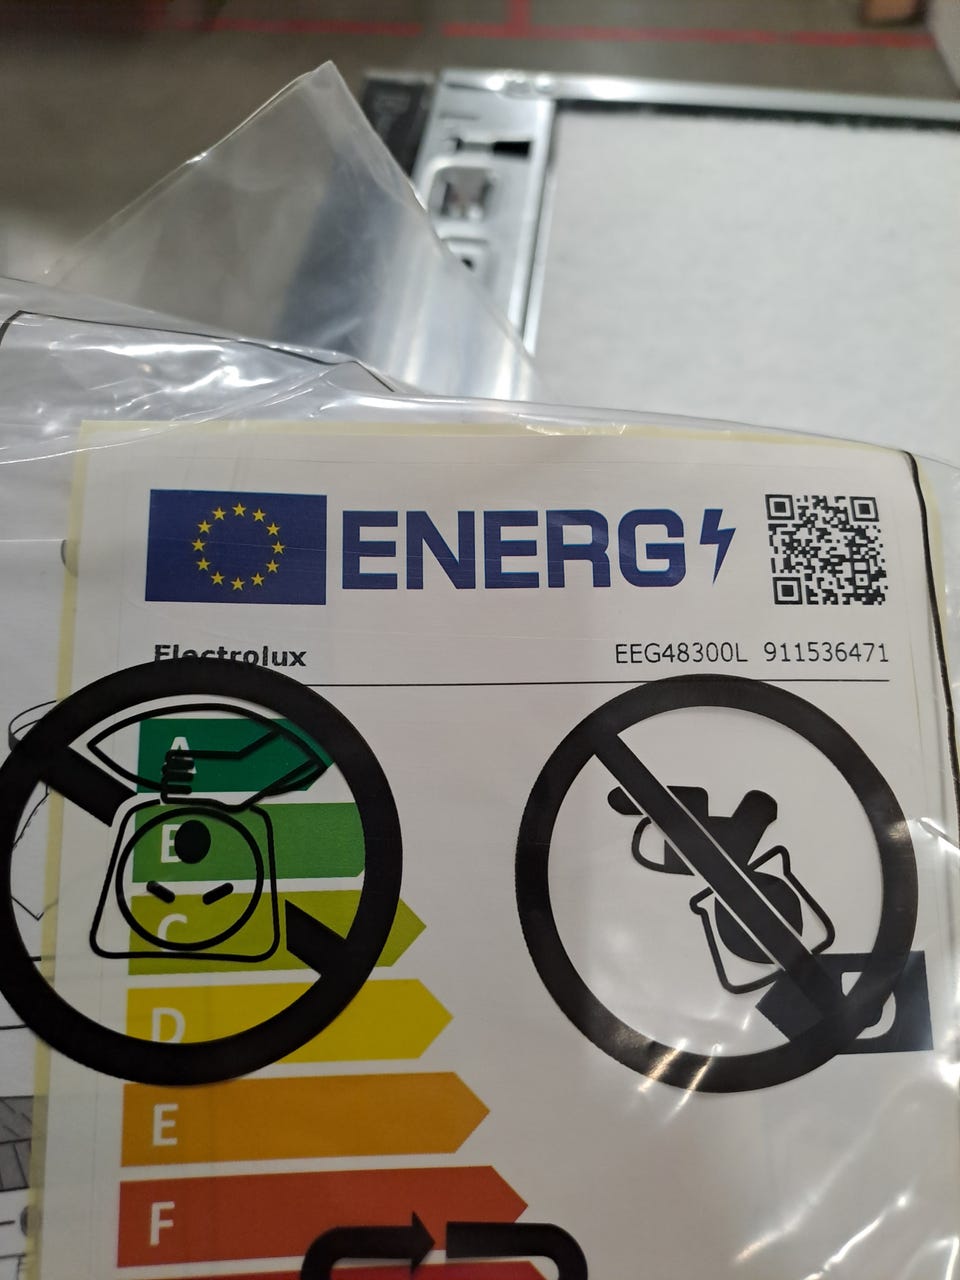 ENERG
Electrolux
EEG48300L 911536471
A
B
C
D
D
E
F